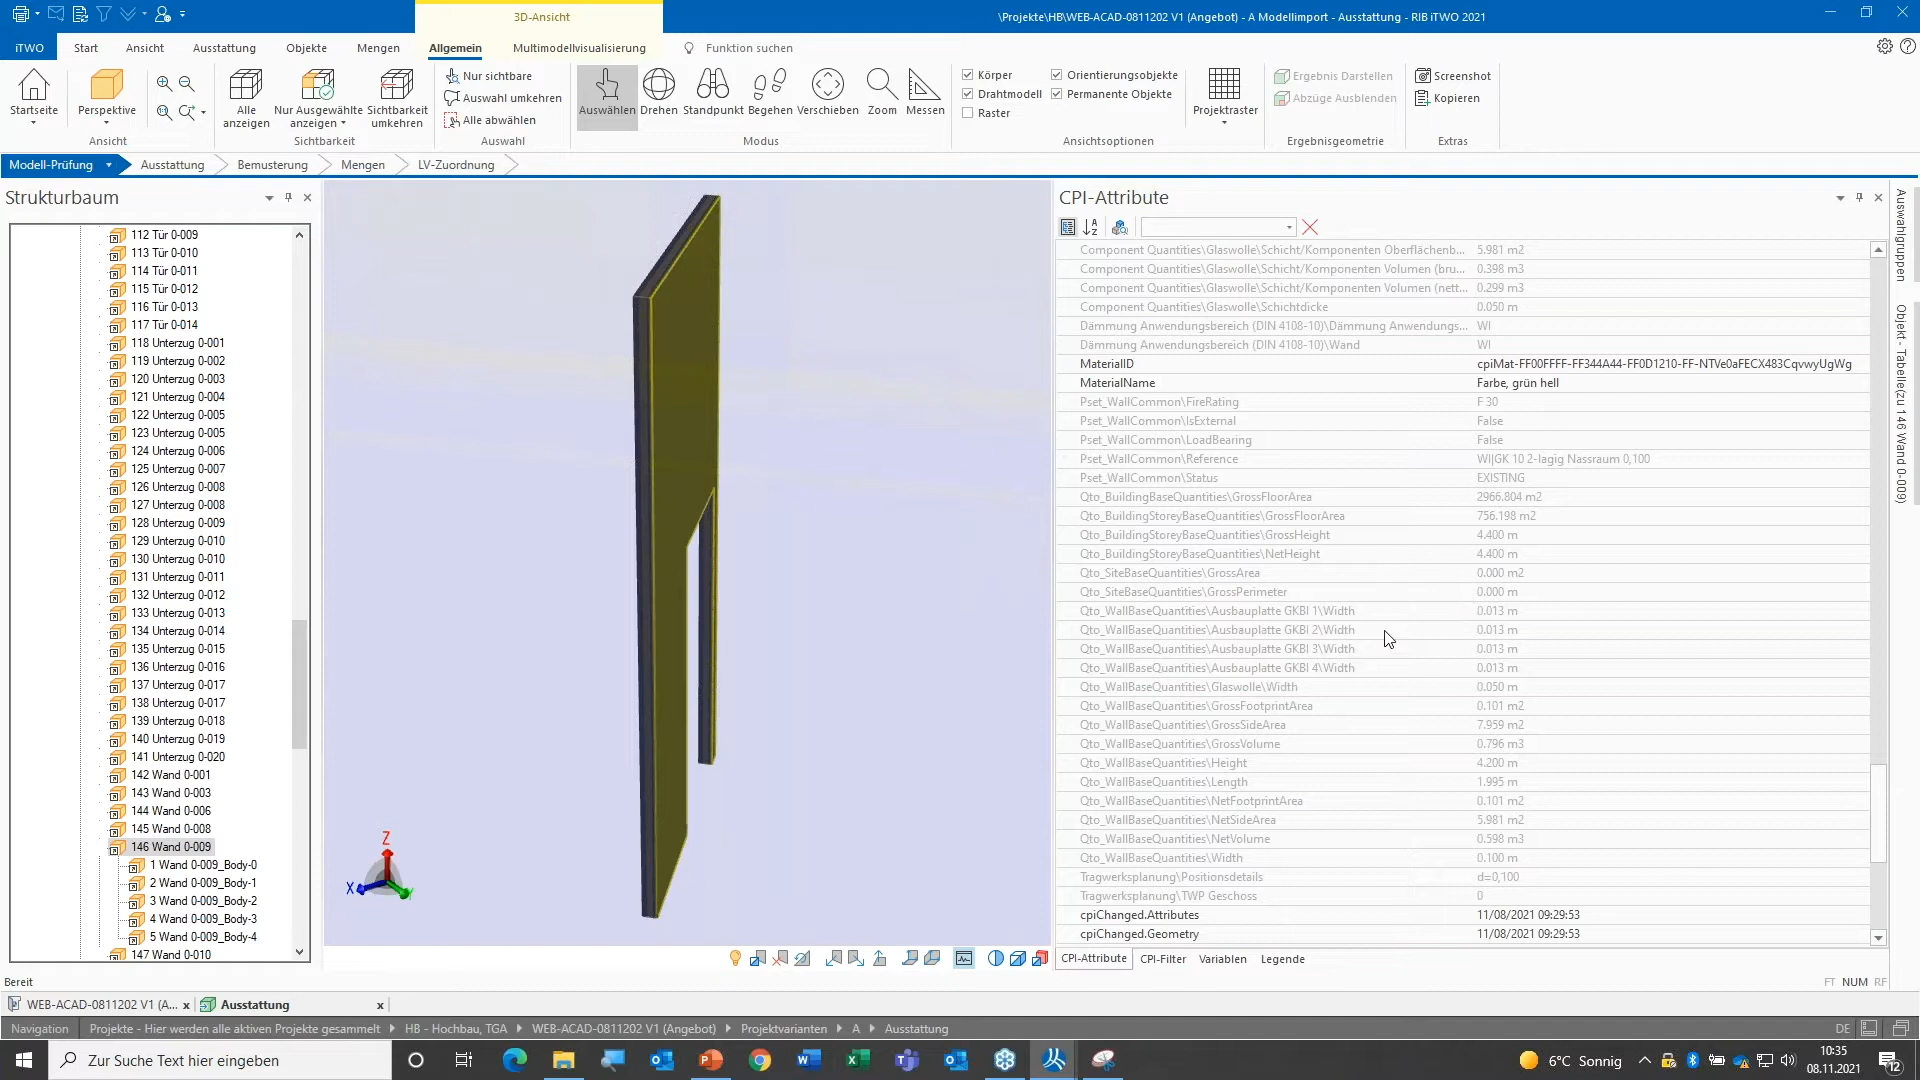 3D-Ansicht
\Projekte\HB\WEB-ACAD-0811202 V1 (Angebot) - A Modellimport - Ausstattung - RIB iTWO 2021
iTWO Start Ansicht Ausstattung Objekte Mengen Allgemein Multimodellvisualisierung Funktion suchen
Startseite
Perspektive
Ansicht
Alle anzeigen
Nur Ausgewählte anzeigen
Sichtbarkeit umkehren
Sichtbarkeit
Nur sichtbare
Auswahl umkehren
Alle abwählen
Auswahl
Auswählen Drehen Standpunkt Begehen Verschieben Zoom Messen
Modus
Körper
Drahtmodell
Raster
Orientierungsobjekte
Permanente Objekte
Projektraster
Ansichtsoptionen
Ergebnis Darstellen
Abzüge Ausblenden
Ergebnisgeometrie
Screenshot
Kopieren
Extras
Modell-Prüfung Ausstattung Bemusterung Mengen LV-Zuordnung
Strukturbaum
112 Tür 0-009
113 Tür 0-010
114 Tür 0-011
115 Tür 0-012
116 Tür 0-013
117 Tür 0-014
118 Unterzug 0-001
119 Unterzug 0-002
120 Unterzug 0-003
121 Unterzug 0-004
122 Unterzug 0-005
123 Unterzug 0-005
124 Unterzug 0-006
125 Unterzug 0-007
126 Unterzug 0-008
127 Unterzug 0-008
128 Unterzug 0-009
129 Unterzug 0-010
130 Unterzug 0-010
131 Unterzug 0-011
132 Unterzug 0-012
133 Unterzug 0-013
134 Unterzug 0-014
135 Unterzug 0-015
136 Unterzug 0-016
137 Unterzug 0-017
138 Unterzug 0-017
139 Unterzug 0-018
140 Unterzug 0-019
141 Unterzug 0-020
142 Wand 0-001
143 Wand 0-003
144 Wand 0-006
145 Wand 0-008
146 Wand 0-009
1 Wand 0-009_Body-0
2 Wand 0-009_Body-1
3 Wand 0-009_Body-2
4 Wand 0-009_Body-3
5 Wand 0-009_Body-4
147 Wand 0-010
Z
X
CPI-Attribute
Component Quantities\Glaswolle\Schicht/Komponenten Oberflächenb... 5.981 m2
Component Quantities\Glaswolle\Schicht/Komponenten Volumen (bru... 0.398 m3
Component Quantities\Glaswolle\Schicht/Komponenten Volumen (nett... 0.299 m3
Component Quantities\Glaswolle\Schichtdicke 0.050 m
Dämmung Anwendungsbereich (DIN 4108-10)\Dämmung Anwendungs... WI
Dämmung Anwendungsbereich (DIN 4108-10)\Wand WI
MaterialID cpiMat-FF00FFFF-FF344A44-FF0D1210-FF-NTVe0aFECX483CqvwyUgWg
MaterialName Farbe, grün hell
Pset_WallCommon\FireRating F 30
Pset_WallCommon\IsExternal False
Pset_WallCommon\LoadBearing False
Pset_WallCommon\Reference WI|GK 10 2-lagig Nassraum 0,100
Pset_WallCommon\Status EXISTING
Qto_BuildingBaseQuantities\GrossFloorArea 2966.804 m2
Qto_BuildingStoreyBaseQuantities\GrossFloorArea 756.198 m2
Qto_BuildingStoreyBaseQuantities\GrossHeight 4.400 m
Qto_BuildingStoreyBaseQuantities\NetHeight 4.400 m
Qto_SiteBaseQuantities\GrossArea 0.000 m2
Qto_SiteBaseQuantities\GrossPerimeter 0.000 m
Qto_WallBaseQuantities\Ausbauplatte GKBI 1\Width 0.013 m
Qto_WallBaseQuantities\Ausbauplatte GKBI 2\Width 0.013 m
Qto_WallBaseQuantities\Ausbauplatte GKBI 3\Width 0.013 m
Qto_WallBaseQuantities\Ausbauplatte GKBI 4\Width 0.013 m
Qto_WallBaseQuantities\Glaswolle\Width 0.050 m
Qto_WallBaseQuantities\GrossFootprintArea 0.101 m2
Qto_WallBaseQuantities\GrossSideArea 7.959 m2
Qto_WallBaseQuantities\GrossVolume 0.796 m3
Qto_WallBaseQuantities\Height 4.200 m
Qto_WallBaseQuantities\Length 1.995 m
Qto_WallBaseQuantities\NetFootprintArea 0.101 m2
Qto_WallBaseQuantities\NetSideArea 5.981 m2
Qto_WallBaseQuantities\NetVolume 0.598 m3
Qto_WallBaseQuantities\Width 0.100 m
Tragwerksplanung\Positionsdetails d=0,100
Tragwerksplanung\TWP Geschoss 0
cpiChanged.Attributes 11/08/2021 09:29:53
cpiChanged.Geometry 11/08/2021 09:29:53
CPI-Attribute CPI-Filter Variablen Legende
Auswahlgruppen
Objekt - Tabelle(zu 146 Wand 0-009)
Bereit
FT NUM RF
WEB-ACAD-0811202 V1 (A... x Ausstattung x
Navigation Projekte - Hier werden alle aktiven Projekte gesammelt HB - Hochbau, TGA WEB-ACAD-0811202 V1 (Angebot) Projektvarianten A Ausstattung DE
Zur Suche Text hier eingeben
6°C Sonnig
10:35
08.11.2021
12